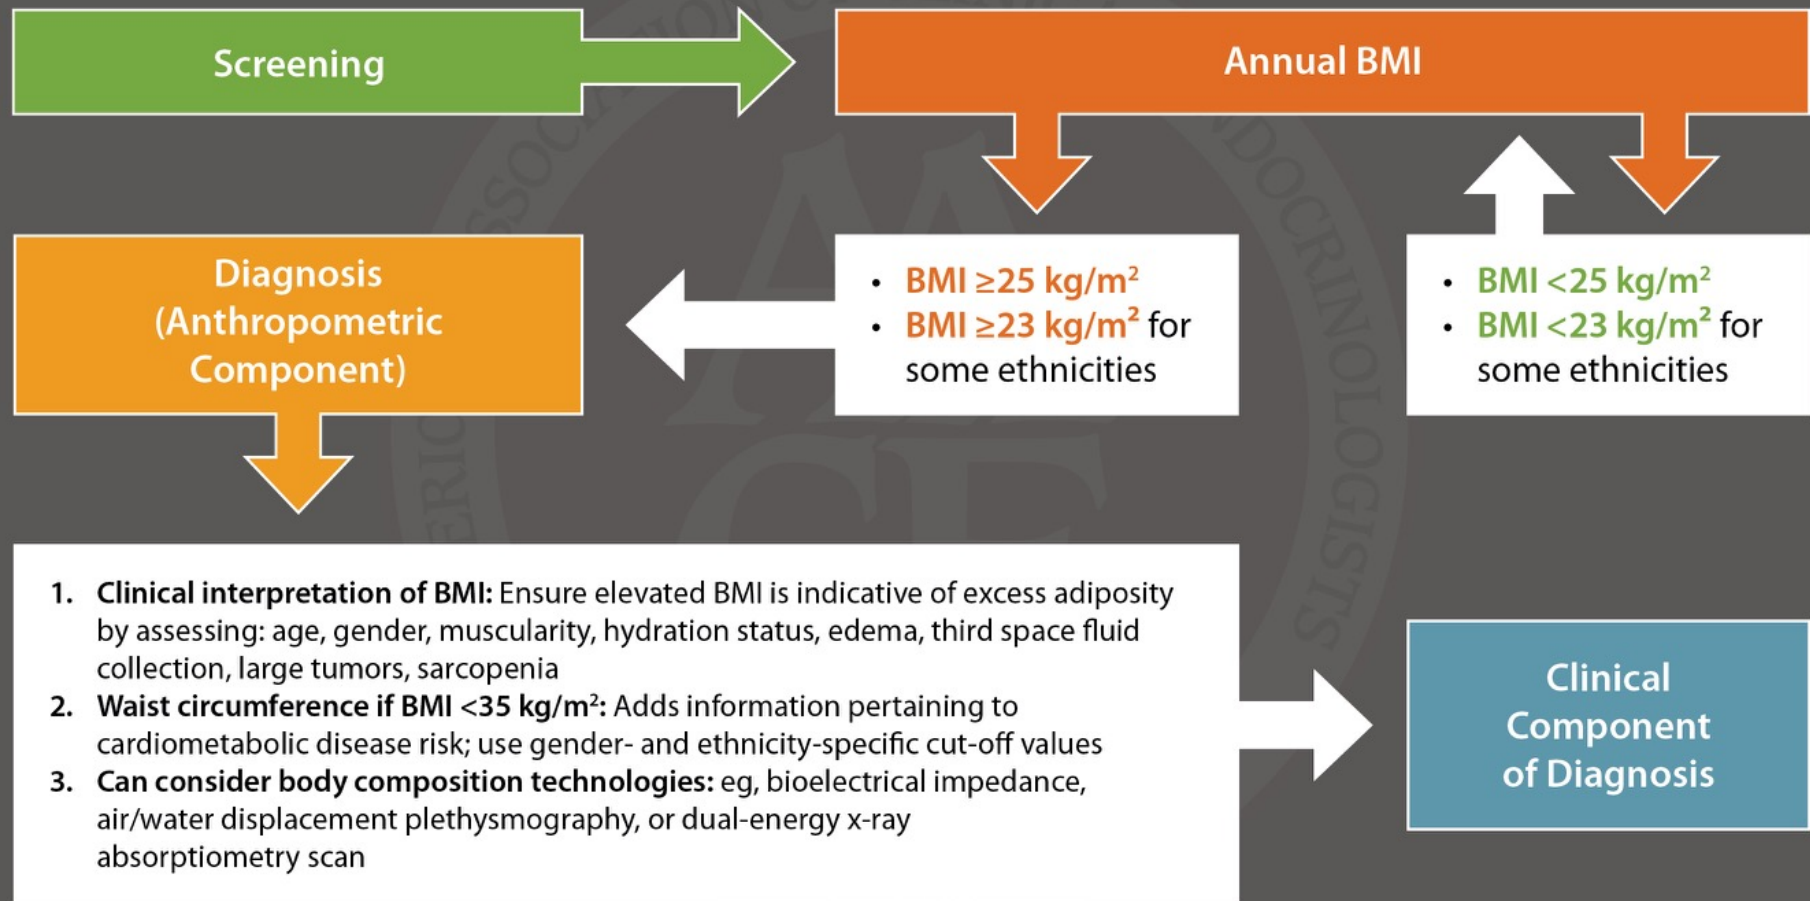 Screening
Annual BMI
Diagnosis
(Anthropometric
Component)
• BMI ≥25 kg/m²
• BMI ≥23 kg/m² for
some ethnicities
• BMI <25 kg/m²
• BMI <23 kg/m² for
some ethnicities
1. Clinical interpretation of BMI: Ensure elevated BMI is indicative of excess adiposity
by assessing: age, gender, muscularity, hydration status, edema, third space fluid
collection, large tumors, sarcopenia
2. Waist circumference if BMI <35 kg/m²: Adds information pertaining to
cardiometabolic disease risk; use gender- and ethnicity-specific cut-off values
3. Can consider body composition technologies: eg, bioelectrical impedance,
air/water displacement plethysmography, or dual-energy x-ray
absorptiometry scan
Clinical
Component
of Diagnosis